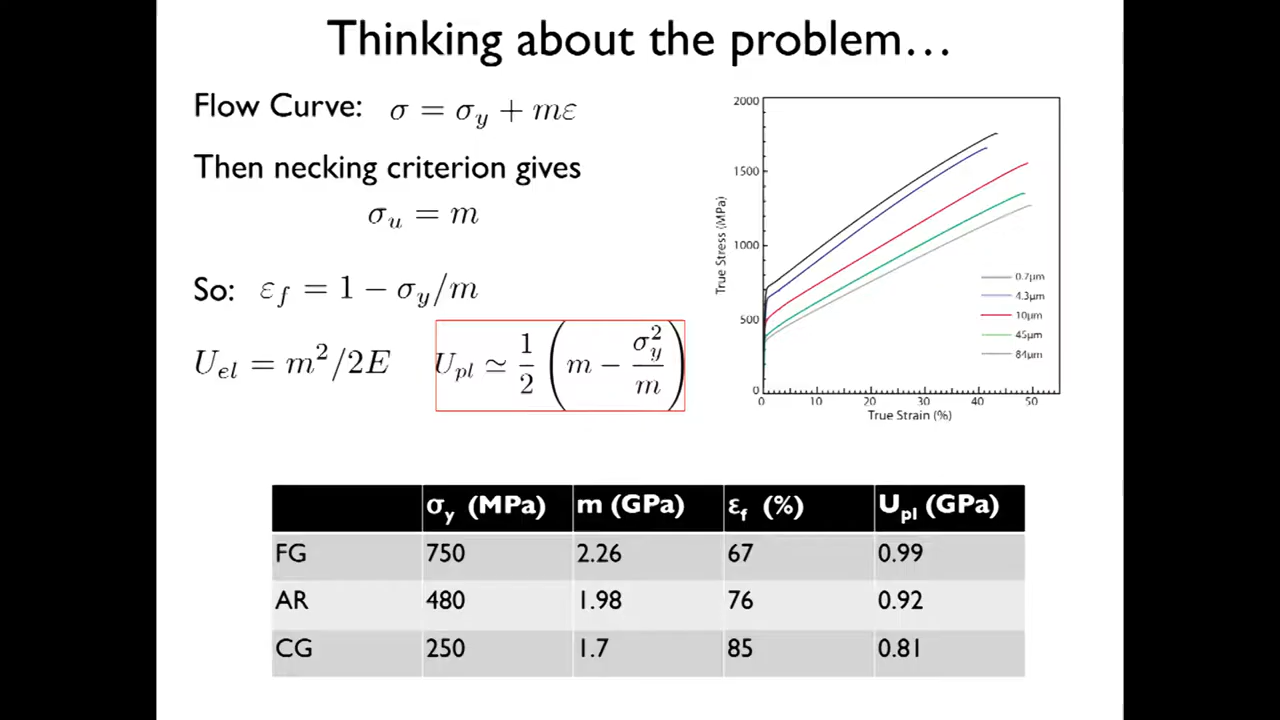 Thinking about the problem…
Flow Curve: σ = σ_y + mε
Then necking criterion gives
σ_u = m
So: ε_f = 1 − σ_y/m
U_el = m²/2E U_pl ≃ 1/2 (m − σ_y²/m)
2000
1500
1000
500
0
0 10 20 30 40 50
True Stress (MPa)
True Strain (%)
0.7µm
4.3µm
10µm
45µm
84µm
σ_y (MPa) m (GPa) ε_f (%) U_pl (GPa)
FG 750 2.26 67 0.99
AR 480 1.98 76 0.92
CG 250 1.7 85 0.81